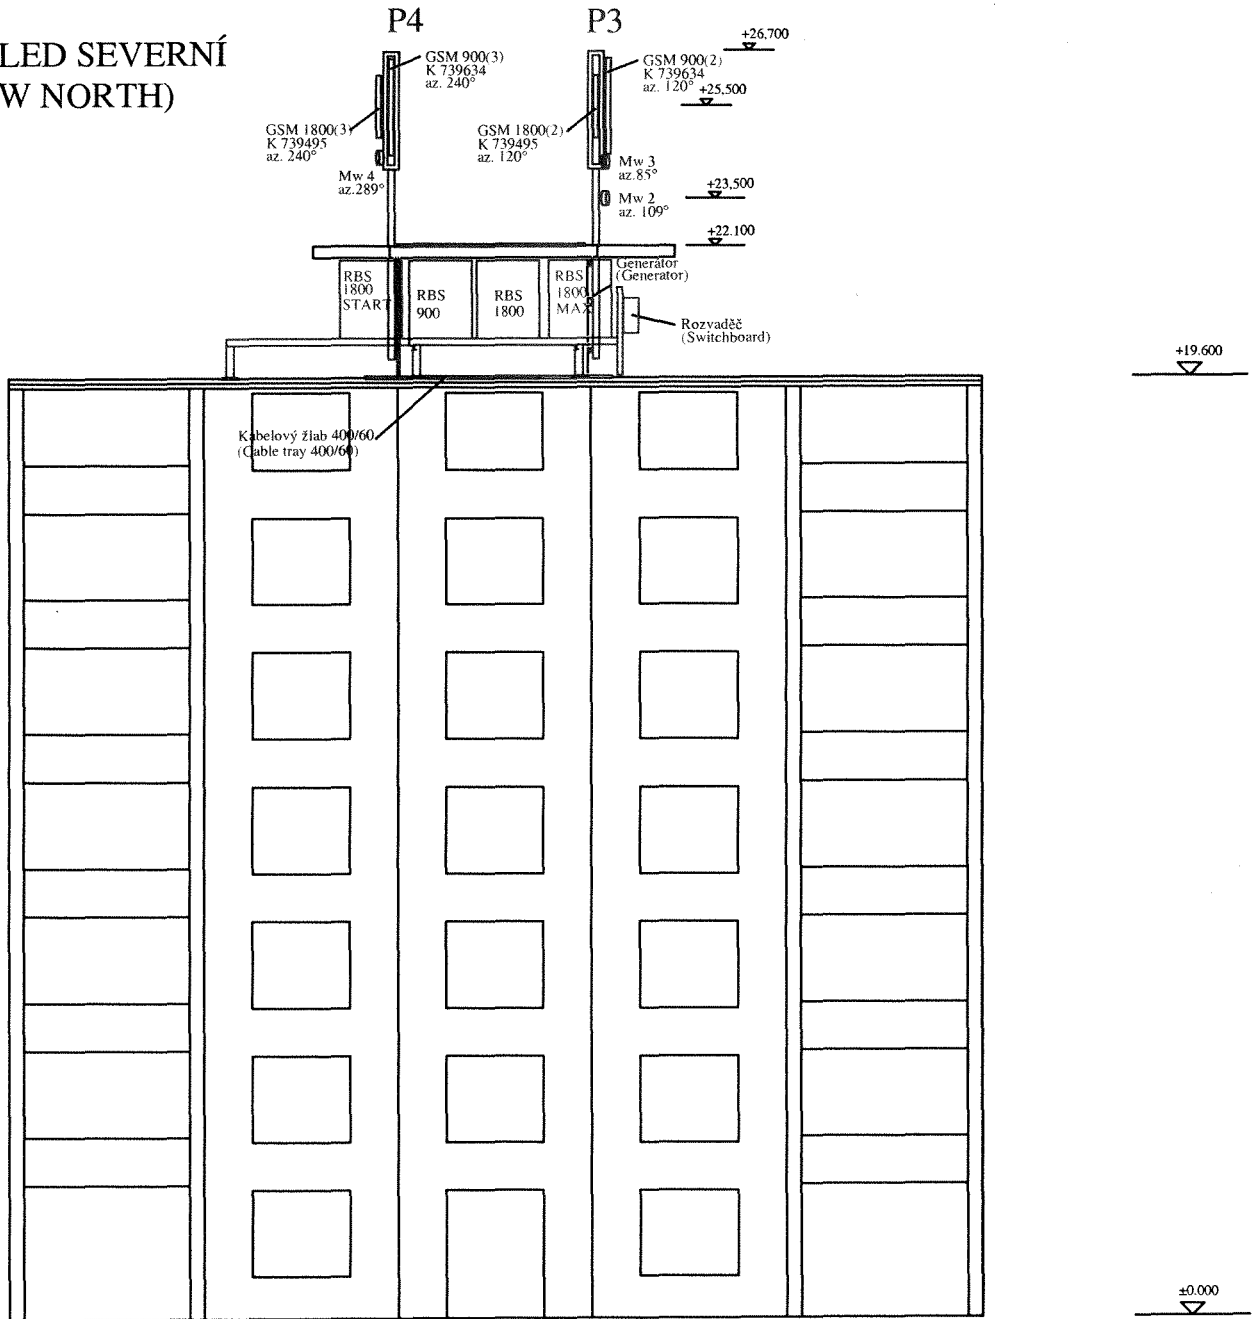 LED SEVERNÍ
W NORTH)
P4
P3
GSM 900(3)
K 739634
az. 240°
GSM 1800(3)
K 739495
az. 240°
Mw 4
az.289°
GSM 900(2)
K 739634
az. 120°
GSM 1800(2)
K 739495
az. 120°
Mw 3
az.85°
Mw 2
az. 109°
+26,700
+25,500
+23,500
+22.100
RBS
1800
START
RBS
900
RBS
1800
RBS
1800
MAX
Generátor
(Generator)
Rozvaděč
(Switchboard)
+19.600
Kabelový žlab 400/60
(Cable tray 400/60)
±0.000